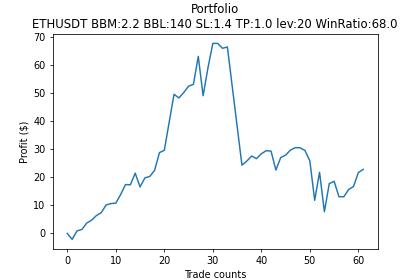 Portfolio
ETHUSDT BBM:2.2 BBL:140 SL:1.4 TP:1.0 lev:20 WinRatio:68.0
Profit ($)
70
60
50
40
30
20
10
0
0 10 20 30 40 50 60
Trade counts